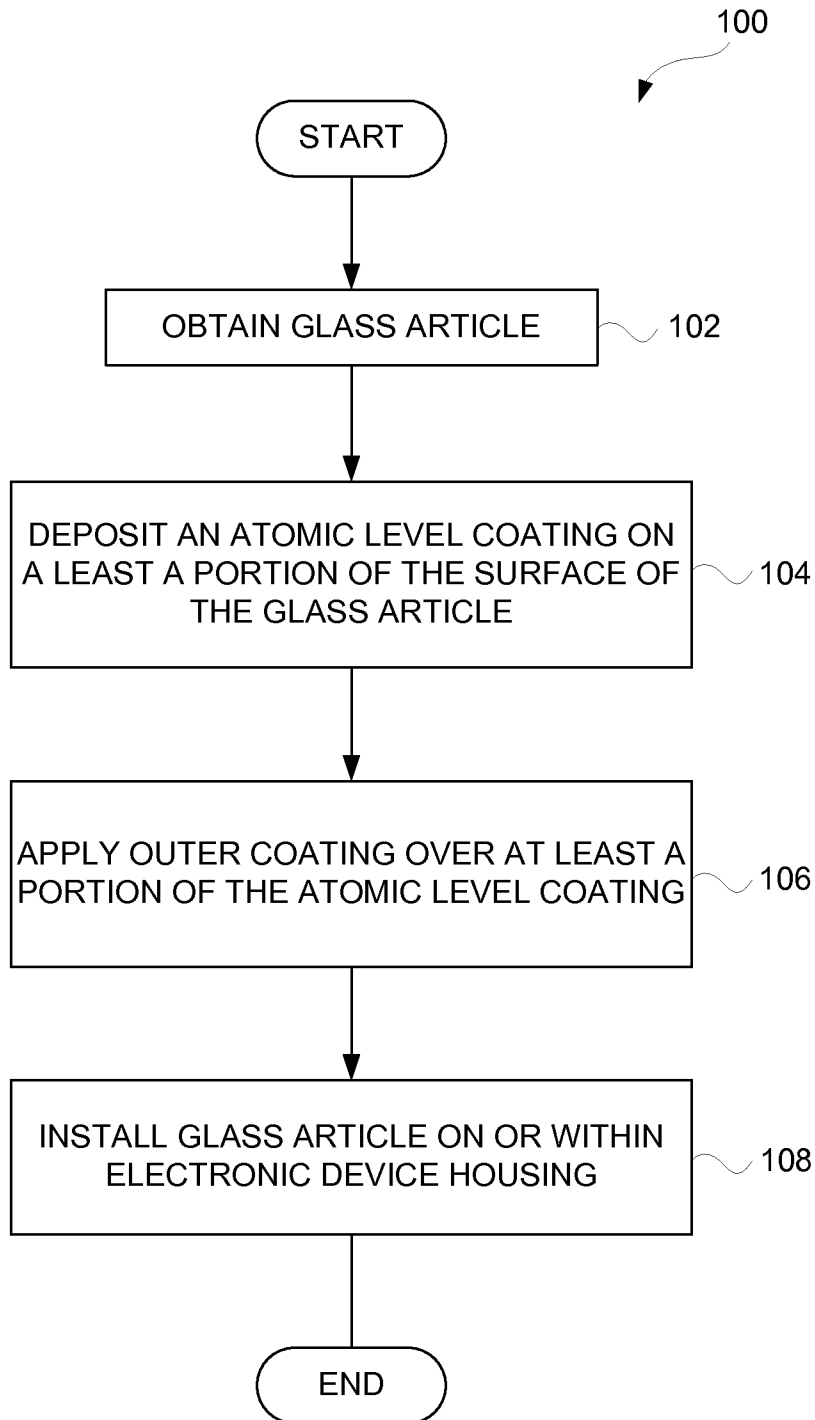 100
START
OBTAIN GLASS ARTICLE
102
DEPOSIT AN ATOMIC LEVEL COATING ON
A LEAST A PORTION OF THE SURFACE OF
THE GLASS ARTICLE
104
APPLY OUTER COATING OVER AT LEAST A
PORTION OF THE ATOMIC LEVEL COATING
106
INSTALL GLASS ARTICLE ON OR WITHIN
ELECTRONIC DEVICE HOUSING
108
END